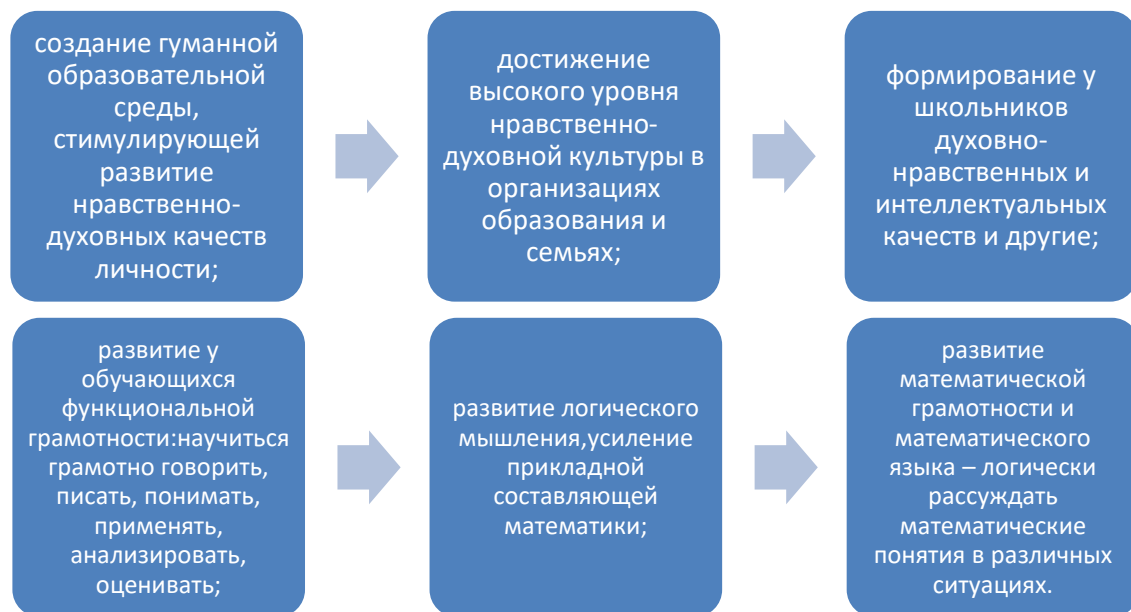 создание гуманной
образовательной
среды,
стимулирующей
развитие
нравственно-
духовных качеств
личности;
достижение
высокого уровня
нравственно-
духовной культуры в
организациях
образования и
семьях;
формирование у
школьников
духовно-
нравственных и
интеллектуальных
качеств и другие;
развитие у
обучающихся
функциональной
грамотности:научиться
грамотно говорить,
писать, понимать,
применять,
анализировать,
оценивать;
развитие логического
мышления,усиление
прикладной
составляющей
математики;
развитие
математической
грамотности и
математического
языка – логически
рассуждать
математические
понятия в различных
ситуациях.